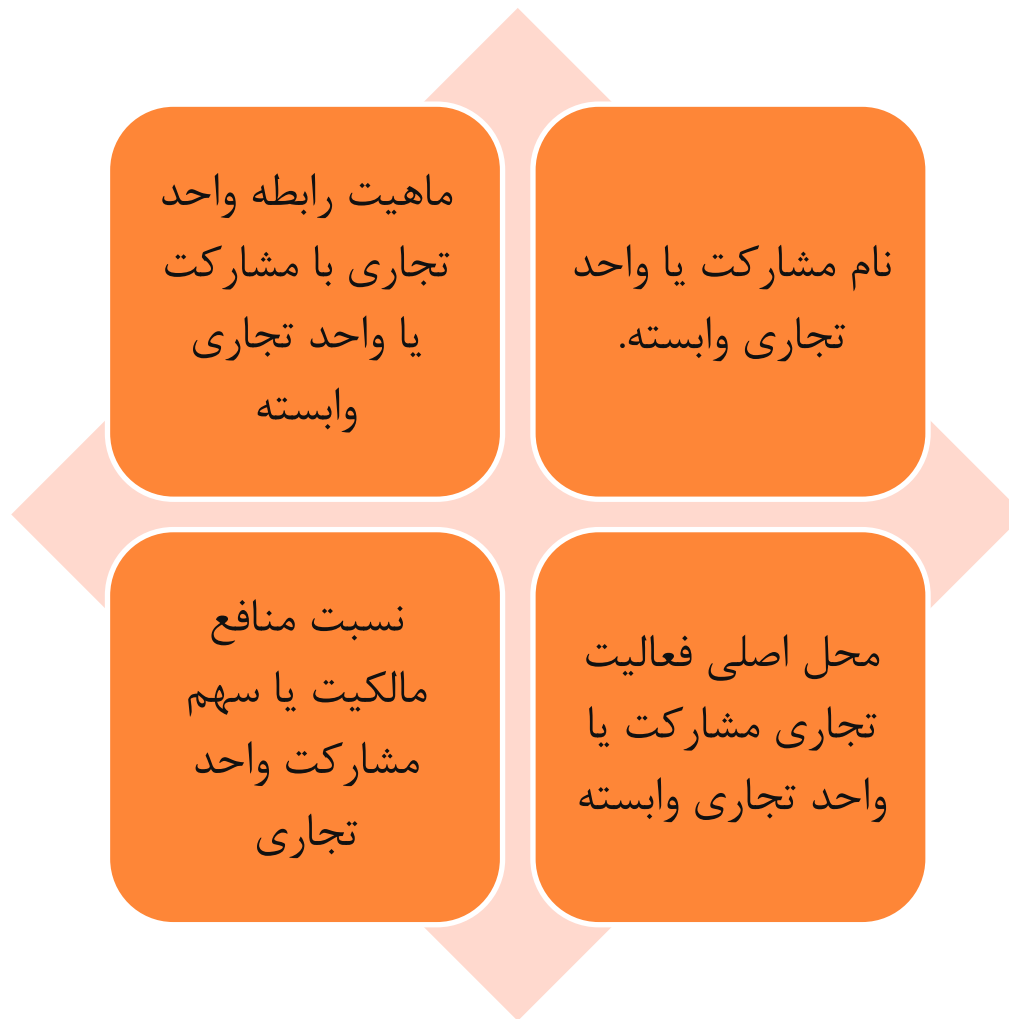 نام مشارکت یا واحد
تجاری وابسته.
ماهیت رابطه واحد
تجاری با مشارکت
یا واحد تجاری
وابسته
محل اصلی فعالیت
تجاری مشارکت یا
واحد تجاری وابسته
نسبت منافع
مالکیت یا سهم
مشارکت واحد
تجاری